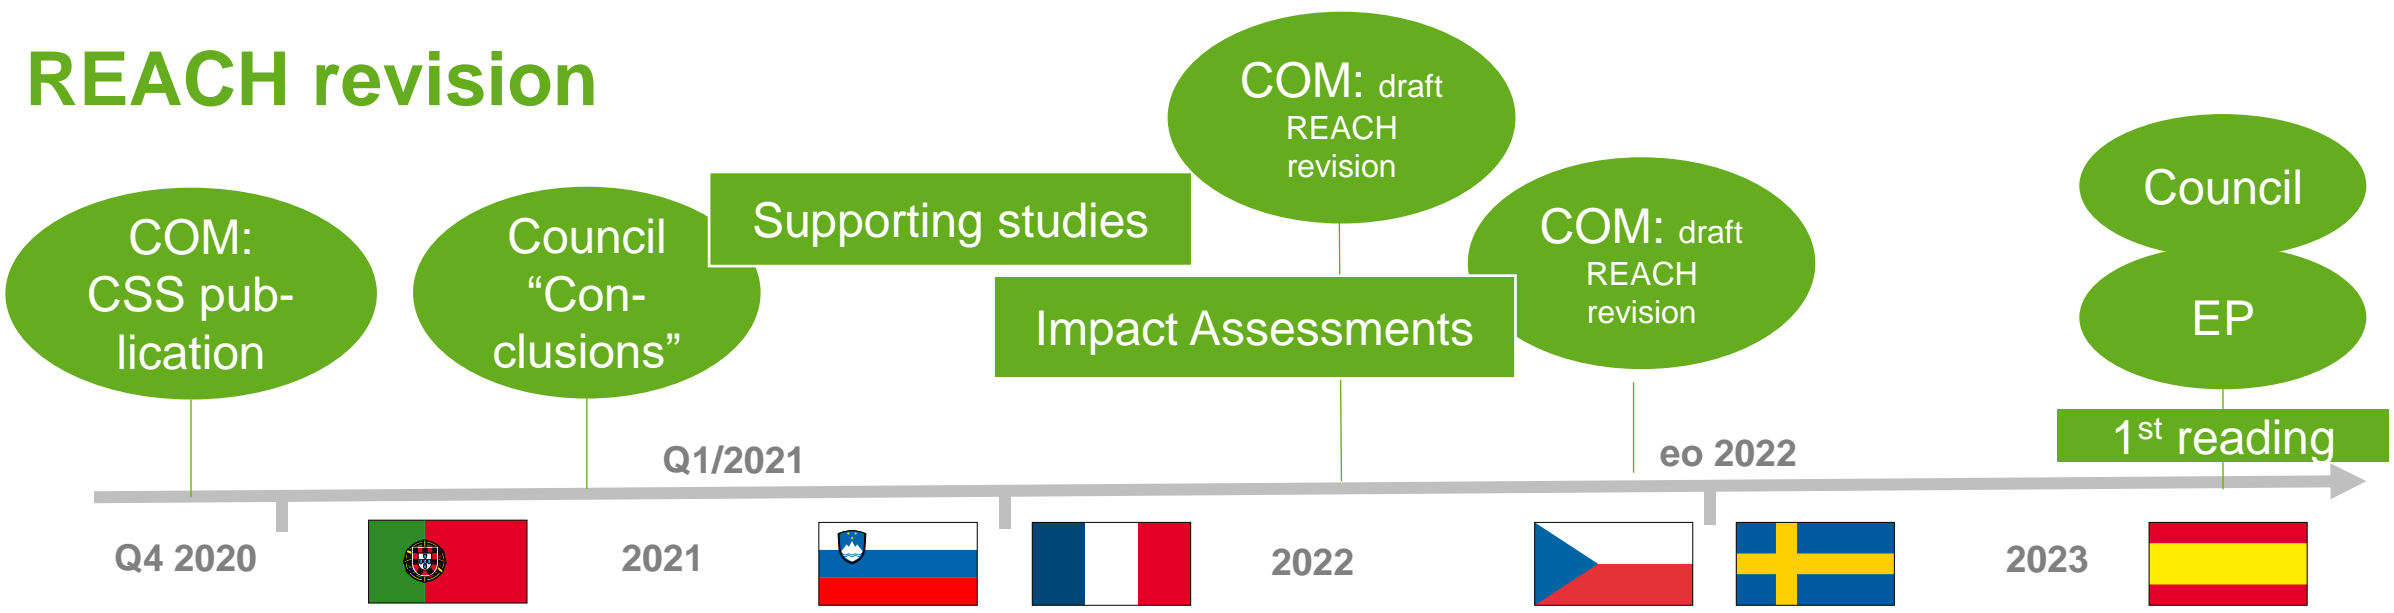 REACH revision
COM:
CSS pub-
lication
Council
“Con-
clusions”
Supporting studies
COM: draft
REACH
revision
Impact Assessments
COM: draft
REACH
revision
Council
EP
1st reading
Q1/2021
eo 2022
Q4 2020
2021
2022
2023